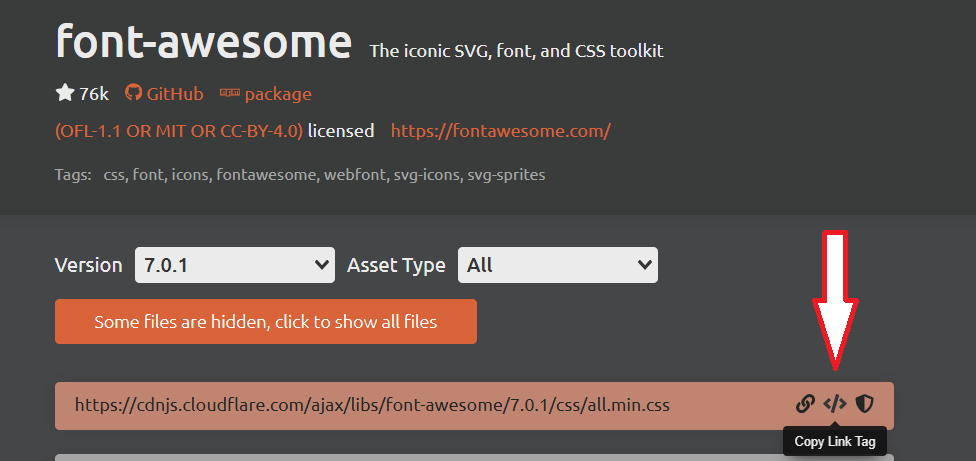 font-awesome The iconic SVG, font, and CSS toolkit
76k GitHub npm package
(OFL-1.1 OR MIT OR CC-BY-4.0) licensed https://fontawesome.com/
Tags: css, font, icons, fontawesome, webfont, svg-icons, svg-sprites
Version 7.0.1 Asset Type All
Some files are hidden, click to show all files
https://cdnjs.cloudflare.com/ajax/libs/font-awesome/7.0.1/css/all.min.css </>
Copy Link Tag